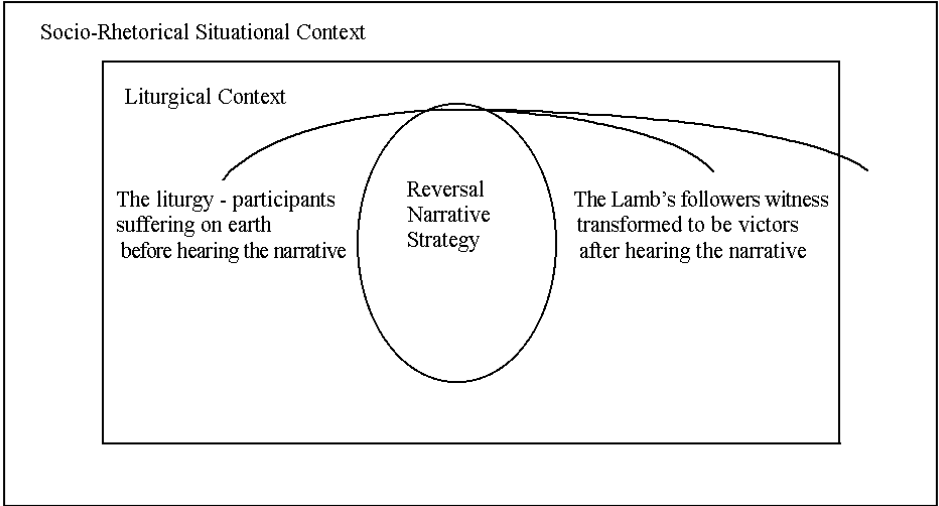 Socio-Rhetorical Situational Context
Liturgical Context
The liturgy - participants
suffering on earth
before hearing the narrative
Reversal
Narrative
Strategy
The Lamb's followers witness
transformed to be victors
after hearing the narrative